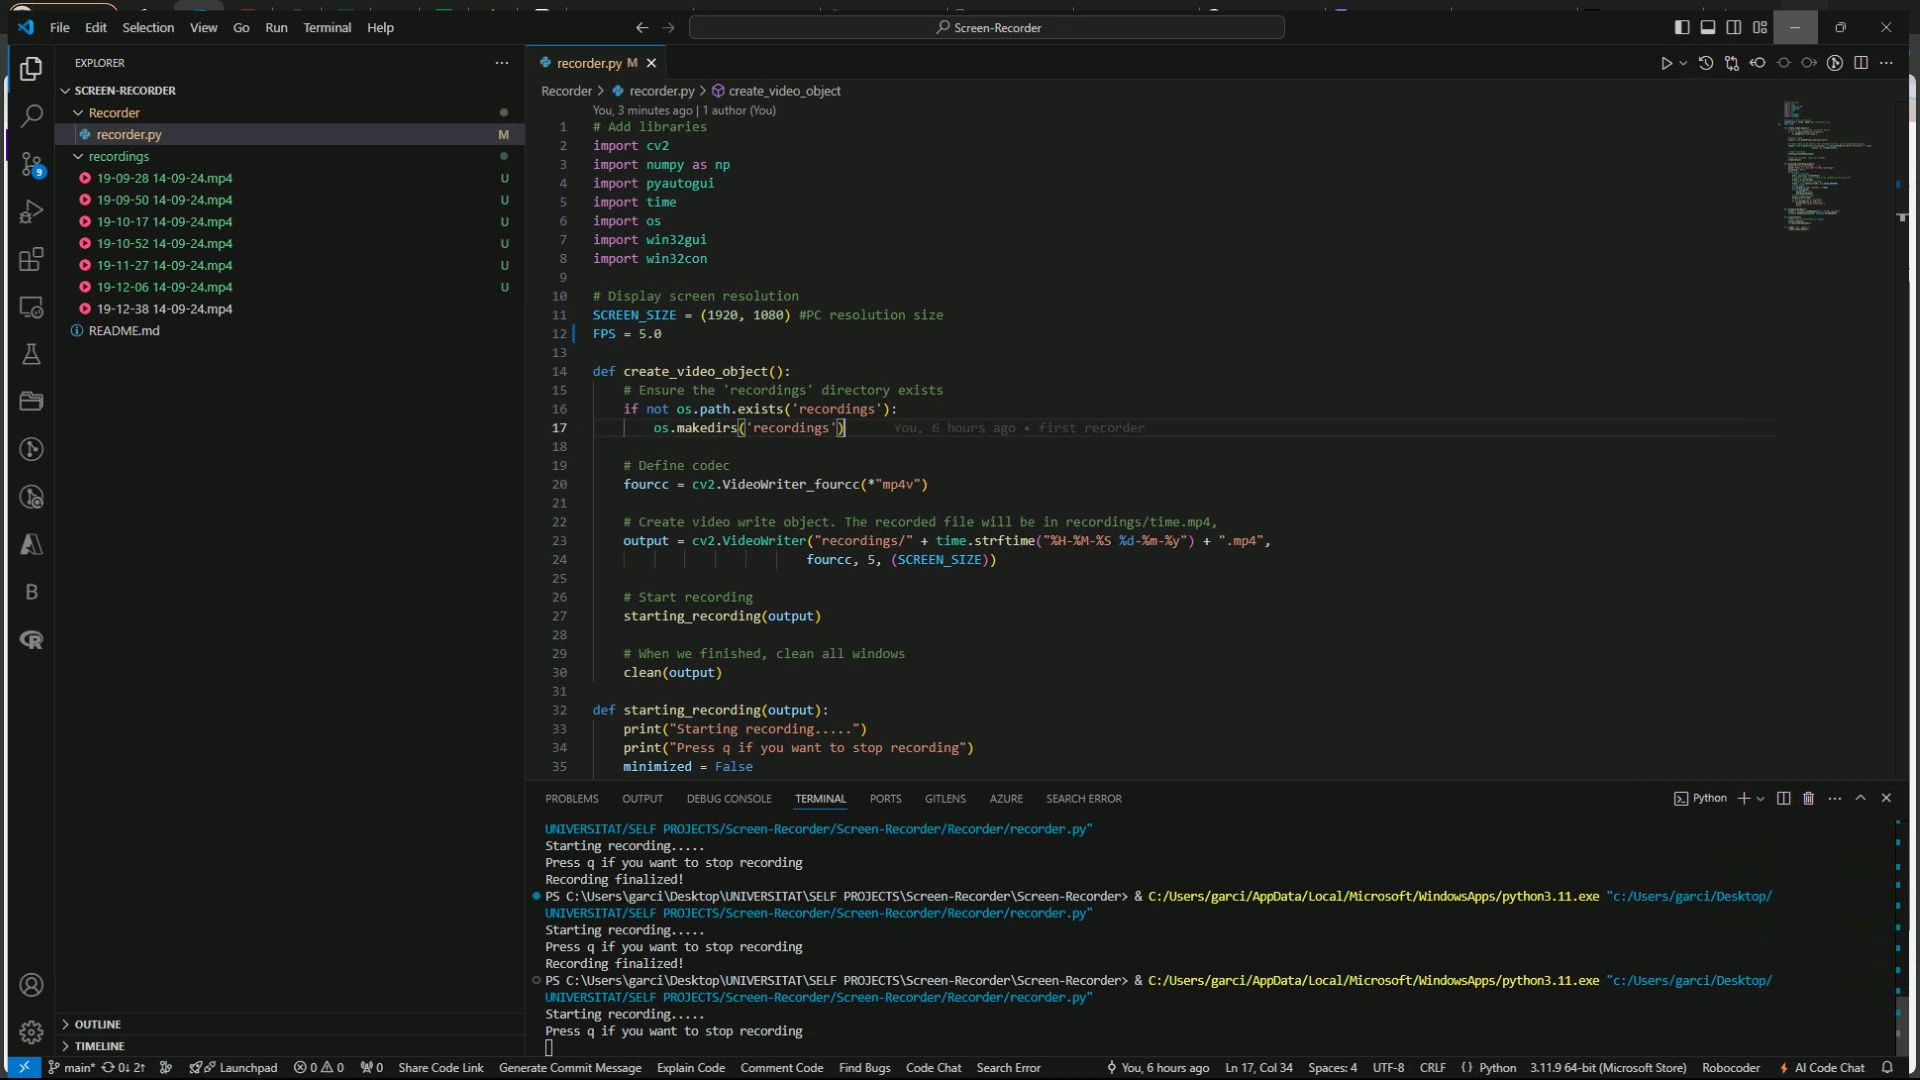 File Edit Selection View Go Run Terminal Help
Screen-Recorder
EXPLORER
SCREEN-RECORDER
Recorder
recorder.py M
recordings
19-09-28 14-09-24.mp4 U
19-09-50 14-09-24.mp4 U
19-10-17 14-09-24.mp4 U
19-10-52 14-09-24.mp4 U
19-11-27 14-09-24.mp4 U
19-12-06 14-09-24.mp4 U
19-12-38 14-09-24.mp4
README.md
9
B
R
OUTLINE
TIMELINE
recorder.py M
Recorder > recorder.py > create_video_object
You, 3 minutes ago | 1 author (You)
1 # Add libraries
2 import cv2
3 import numpy as np
4 import pyautogui
5 import time
6 import os
7 import win32gui
8 import win32con
9
10 # Display screen resolution
11 SCREEN_SIZE = (1920, 1080) #PC resolution size
12 FPS = 5.0
13
14 def create_video_object():
15 # Ensure the 'recordings' directory exists
16 if not os.path.exists('recordings'):
17 os.makedirs('recordings') You, 6 hours ago • first recorder
18
19 # Define codec
20 fourcc = cv2.VideoWriter_fourcc(*"mp4v")
21
22 # Create video write object. The recorded file will be in recordings/time.mp4,
23 output = cv2.VideoWriter("recordings/" + time.strftime("%H-%M-%S %d-%m-%y") + ".mp4",
24 fourcc, 5, (SCREEN_SIZE))
25
26 # Start recording
27 starting_recording(output)
28
29 # When we finished, clean all windows
30 clean(output)
31
32 def starting_recording(output):
33 print("Starting recording.....")
34 print("Press q if you want to stop recording")
35 minimized = False
PROBLEMS OUTPUT DEBUG CONSOLE TERMINAL PORTS GITLENS AZURE SEARCH ERROR
Python
UNIVERSITAT/SELF PROJECTS/Screen-Recorder/Screen-Recorder/Recorder/recorder.py"
Starting recording.....
Press q if you want to stop recording
Recording finalized!
PS C:\Users\garci\Desktop\UNIVERSITAT\SELF PROJECTS\Screen-Recorder\Screen-Recorder> & C:/Users/garci/AppData/Local/Microsoft/WindowsApps/python3.11.exe "c:/Users/garci/Desktop/
UNIVERSITAT/SELF PROJECTS/Screen-Recorder/Screen-Recorder/Recorder/recorder.py"
Starting recording.....
Press q if you want to stop recording
Recording finalized!
PS C:\Users\garci\Desktop\UNIVERSITAT\SELF PROJECTS\Screen-Recorder\Screen-Recorder> & C:/Users/garci/AppData/Local/Microsoft/WindowsApps/python3.11.exe "c:/Users/garci/Desktop/
UNIVERSITAT/SELF PROJECTS/Screen-Recorder/Screen-Recorder/Recorder/recorder.py"
Starting recording.....
Press q if you want to stop recording
main* 0↓ 2↑ Launchpad 0 0 0 Share Code Link Generate Commit Message Explain Code Comment Code Find Bugs Code Chat Search Error You, 6 hours ago Ln 17, Col 34 Spaces: 4 UTF-8 CRLF {} Python 3.11.9 64-bit (Microsoft Store) Robocoder AI Code Chat